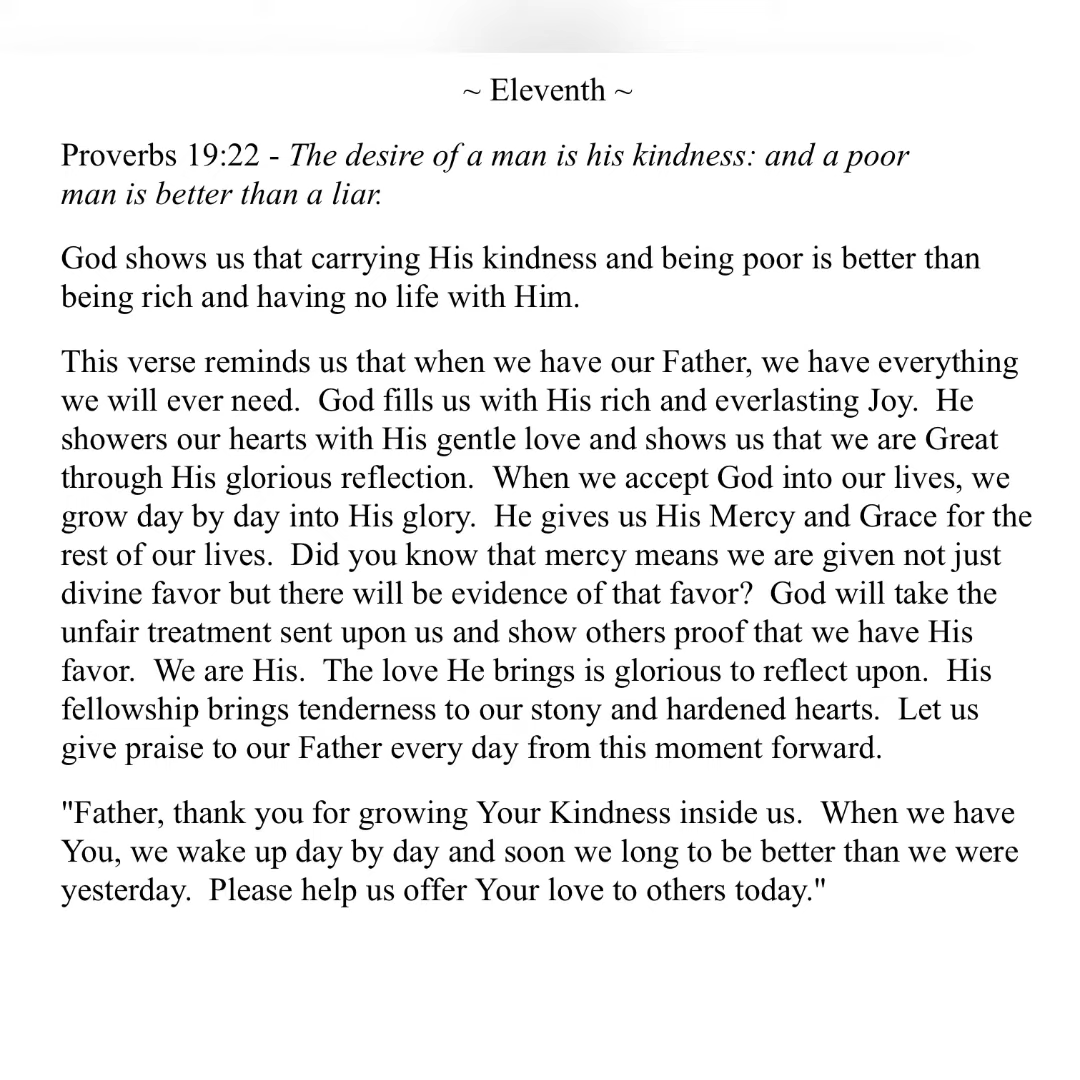 ~ Eleventh ~
Proverbs 19:22 - The desire of a man is his kindness: and a poor
man is better than a liar.
God shows us that carrying His kindness and being poor is better than
being rich and having no life with Him.
This verse reminds us that when we have our Father, we have everything
we will ever need.  God fills us with His rich and everlasting Joy.  He
showers our hearts with His gentle love and shows us that we are Great
through His glorious reflection.  When we accept God into our lives, we
grow day by day into His glory.  He gives us His Mercy and Grace for the
rest of our lives.  Did you know that mercy means we are given not just
divine favor but there will be evidence of that favor?  God will take the
unfair treatment sent upon us and show others proof that we have His
favor.  We are His.  The love He brings is glorious to reflect upon.  His
fellowship brings tenderness to our stony and hardened hearts.  Let us
give praise to our Father every day from this moment forward.
"Father, thank you for growing Your Kindness inside us.  When we have
You, we wake up day by day and soon we long to be better than we were
yesterday.  Please help us offer Your love to others today."